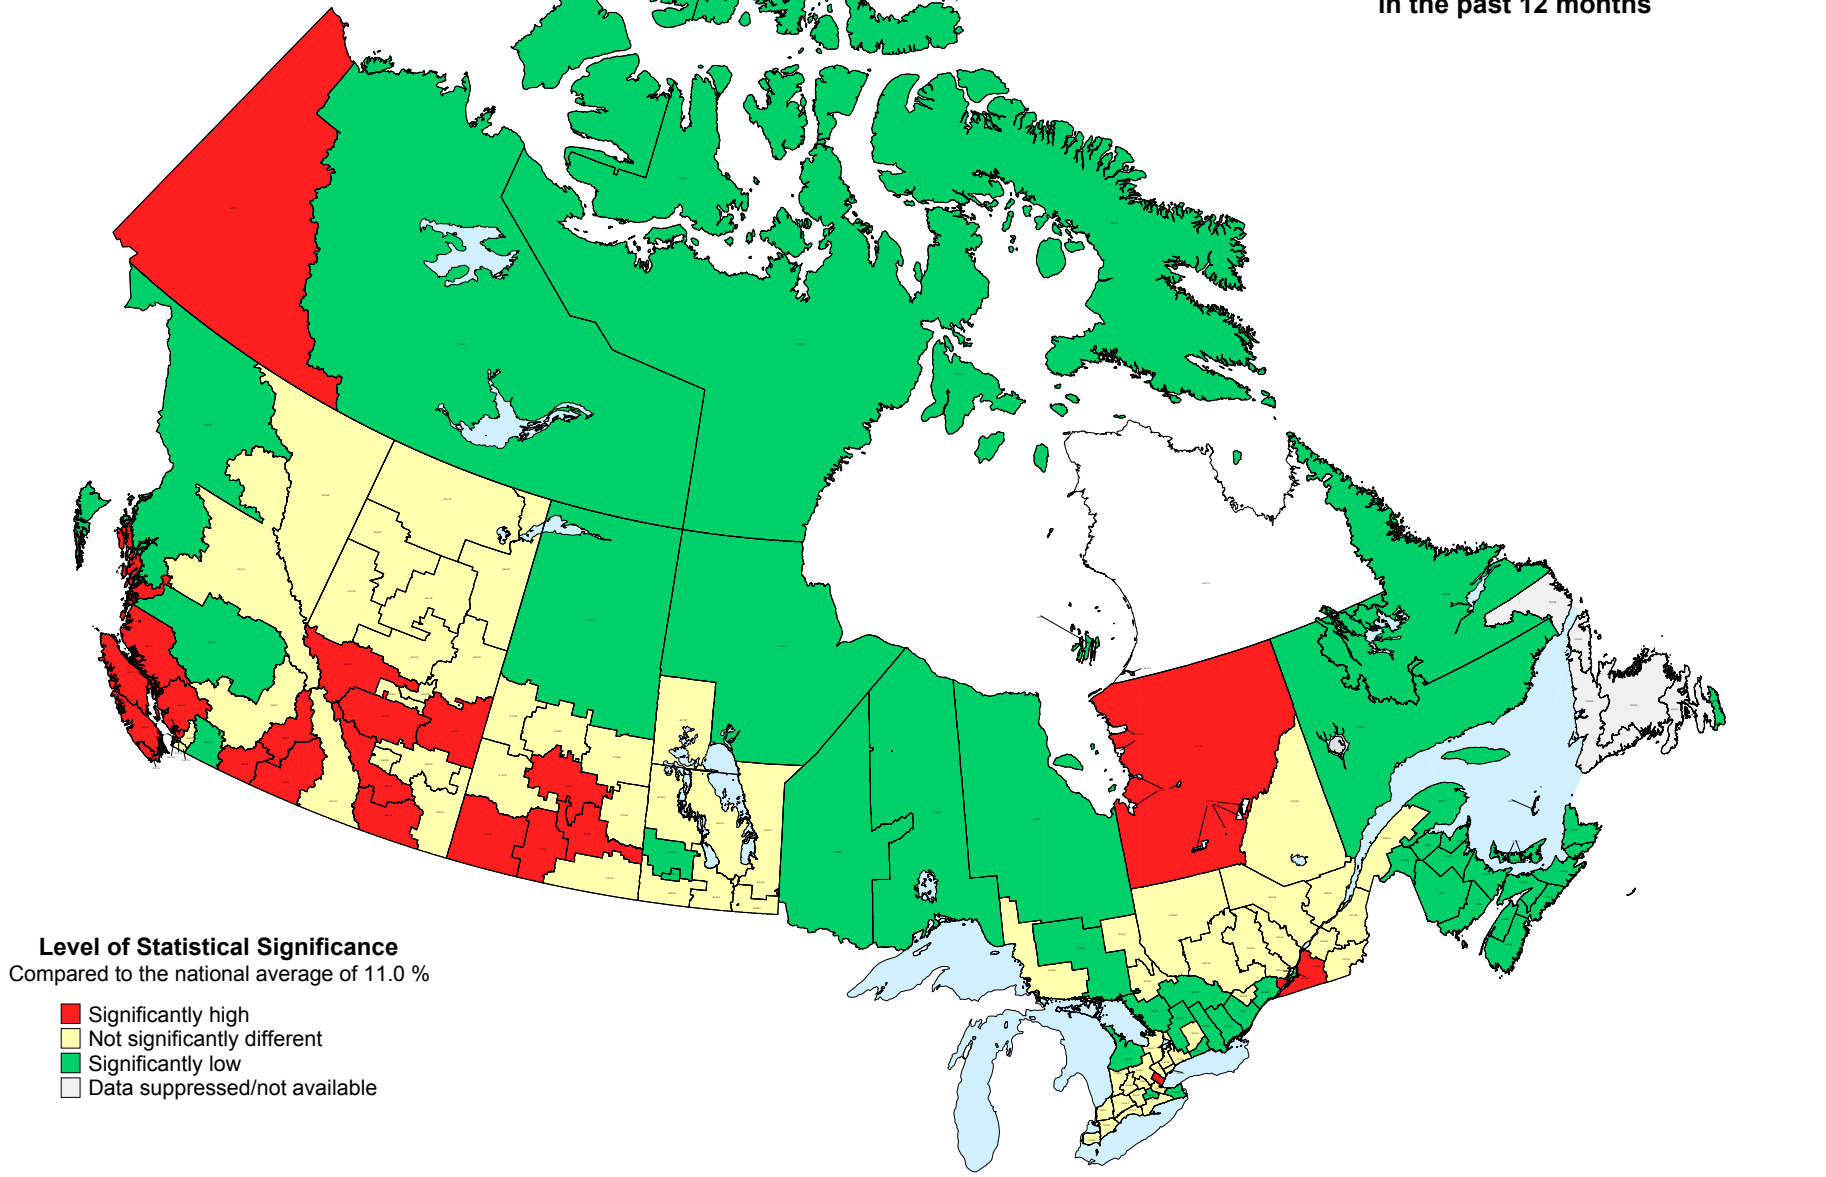 in the past 12 months
Level of Statistical Significance
Compared to the national average of 11.0 %
Significantly high
Not significantly different
Significantly low
Data suppressed/not available